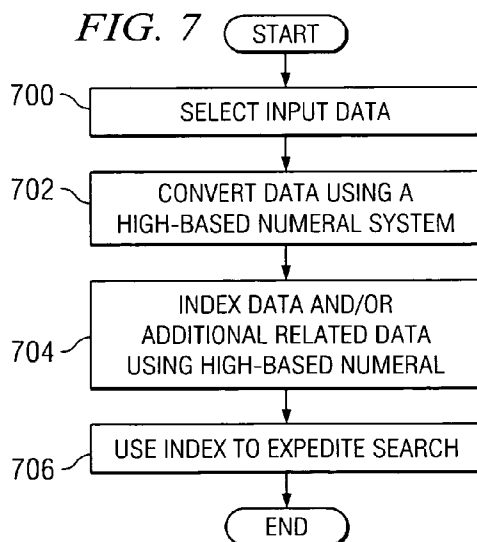 FIG. 7
START
700
SELECT INPUT DATA
702
CONVERT DATA USING A
HIGH-BASED NUMERAL SYSTEM
704
INDEX DATA AND/OR
ADDITIONAL RELATED DATA
USING HIGH-BASED NUMERAL
706
USE INDEX TO EXPEDITE SEARCH
END